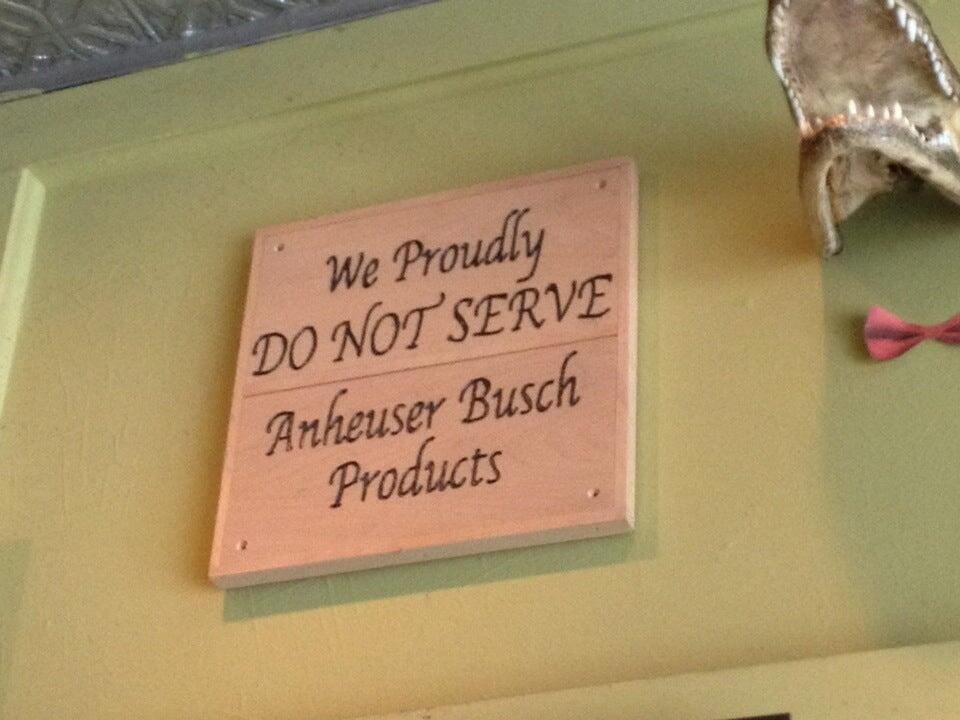 We Proudly
DO NOT SERVE
Anheuser Busch
Products